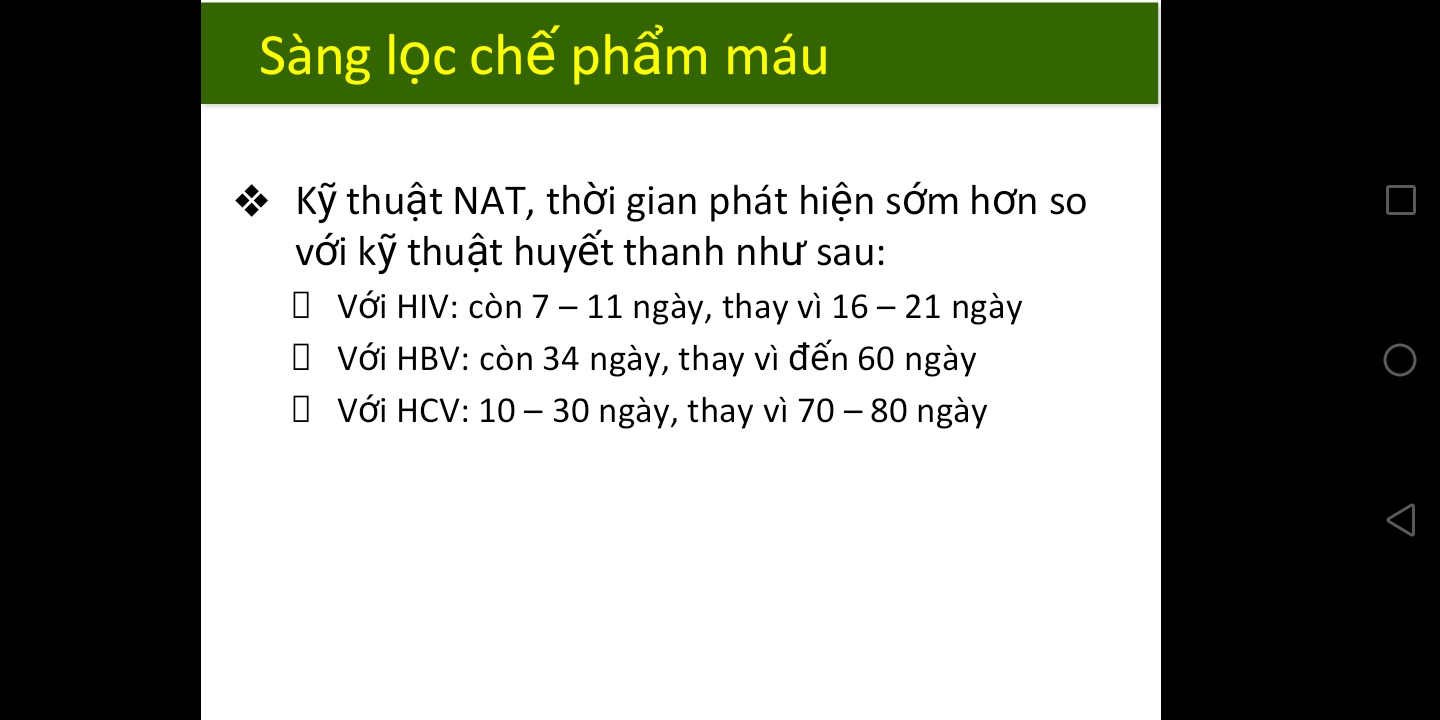 Sàng lọc chế phẩm máu
❖ Kỹ thuật NAT, thời gian phát hiện sớm hơn so
với kỹ thuật huyết thanh như sau:
Với HIV: còn 7 – 11 ngày, thay vì 16 – 21 ngày
Với HBV: còn 34 ngày, thay vì đến 60 ngày
Với HCV: 10 – 30 ngày, thay vì 70 – 80 ngày